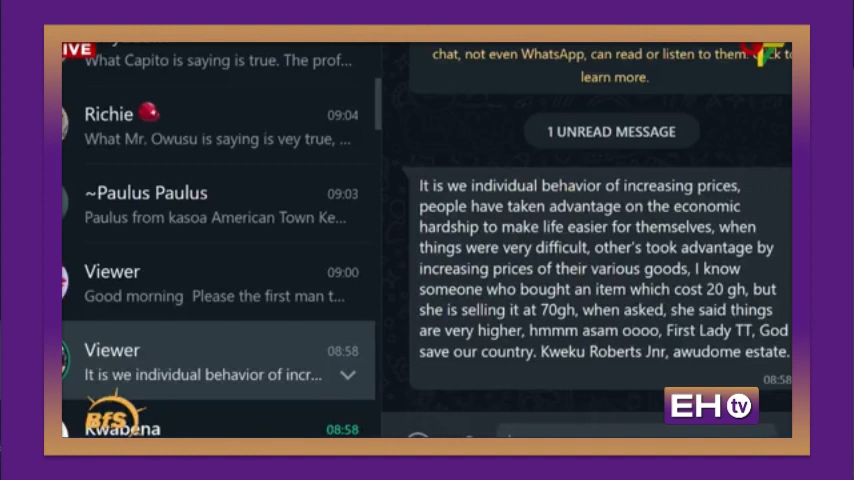 LIVE
What Capito is saying is true. The prof...
Richie
09:04
What Mr. Owusu is saying is vey true, ...
~Paulus Paulus
09:03
Paulus from kasoa American Town Ke...
Viewer
09:00
Good morning Please the first man t...
Viewer
08:58
It is we individual behavior of incr...
Kwabena
08:58
BfS
chat, not even WhatsApp, can read or listen to them.
learn more.
1 UNREAD MESSAGE
It is we individual behavior of increasing prices,
people have taken advantage on the economic
hardship to make life easier for themselves, when
things were very difficult, other's took advantage by
increasing prices of their various goods, I know
someone who bought an item which cost 20 gh, but
she is selling it at 70gh, when asked, she said things
are very higher, hmmm asam oooo, First Lady TT, God
save our country. Kweku Roberts Jnr, awudome estate.
08:58
EH tv